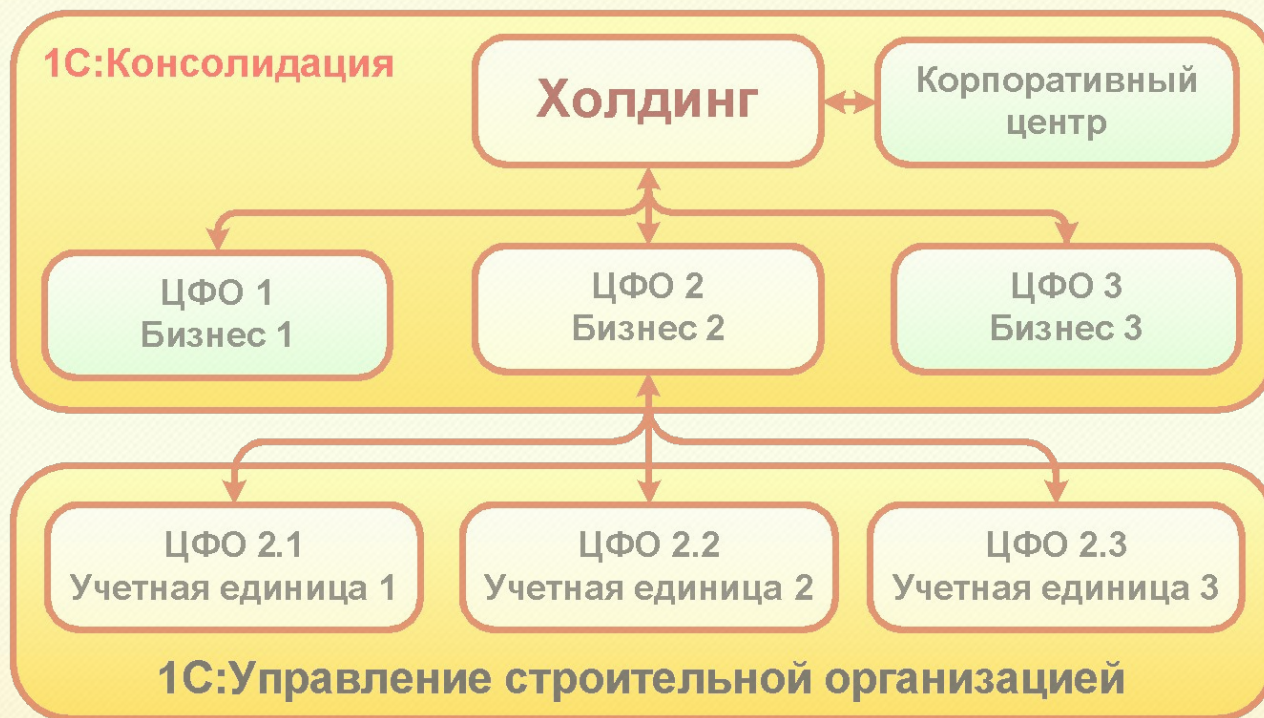 1С:Консолидация
Холдинг
Корпоративный
центр
ЦФО 1
Бизнес 1
ЦФО 2
Бизнес 2
ЦФО 3
Бизнес 3
ЦФО 2.1
Учетная единица 1
ЦФО 2.2
Учетная единица 2
ЦФО 2.3
Учетная единица 3
1С:Управление строительной организацией